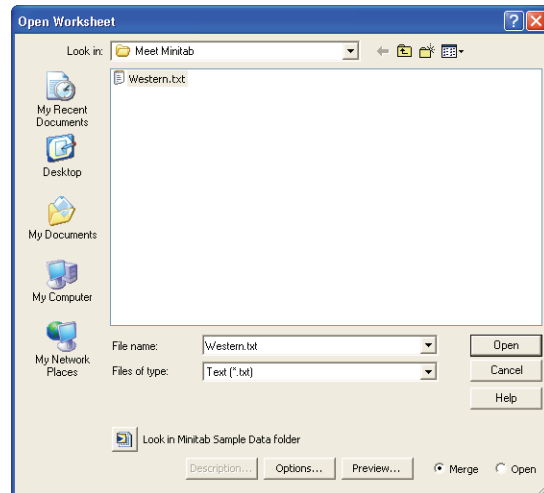 Open Worksheet
Look in: Meet Minitab
Western.txt
My Recent
Documents
Desktop
My Documents
My Computer
My Network
Places
File name: Western.txt Open
Files of type: Text (*.txt) Cancel
Help
Look in Minitab Sample Data folder
Description... Options... Preview... Merge Open